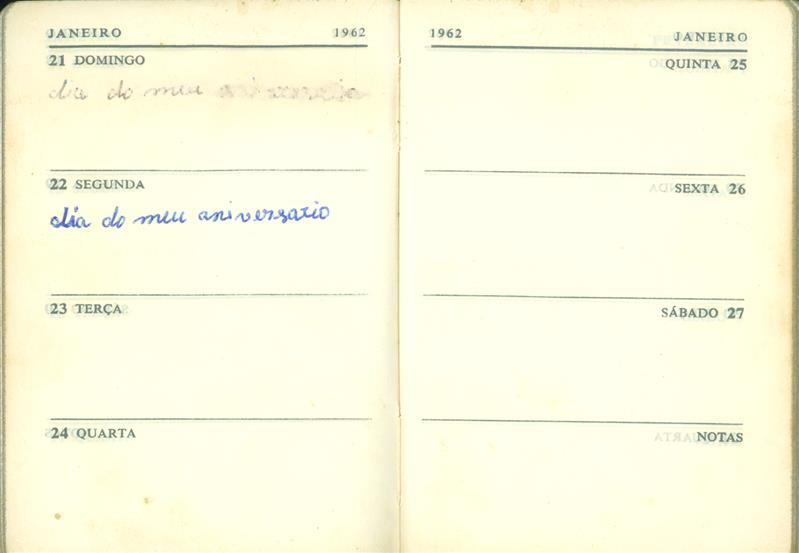 JANEIRO 1962
21 DOMINGO
dia do meu aniversario
22 SEGUNDA
dia do meu aniversario
23 TERÇA
24 QUARTA
1962 JANEIRO
QUINTA 25
SEXTA 26
SÁBADO 27
NOTAS